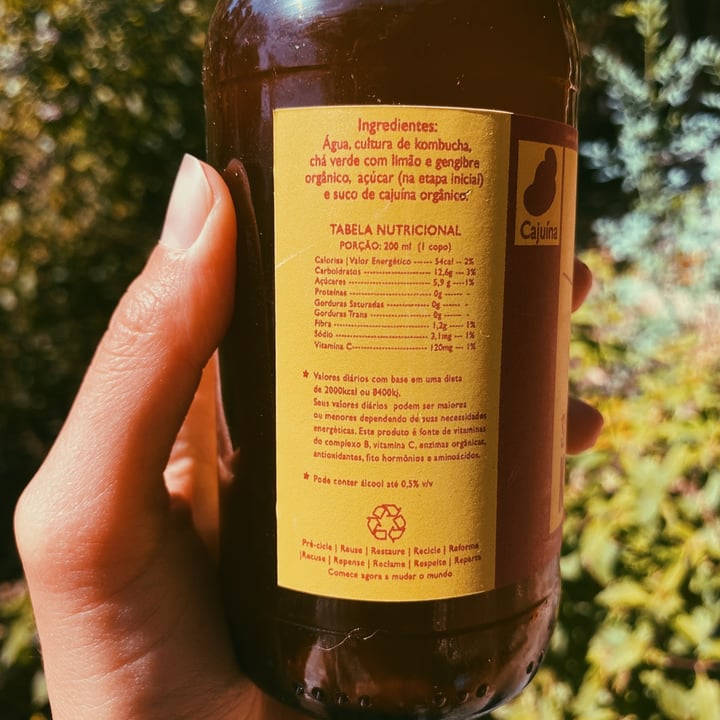 Ingredientes:
Água, cultura de kombucha,
chá verde com limão e gengibre
orgânico, açúcar (na etapa inicial)
e suco de cajuína orgânico.
TABELA NUTRICIONAL
PORÇÃO: 200 ml (1 copo)
Calorias | Valor Energético ------ 54cal -- 2%
Carboidratos ------------------------ 12,6g --- 3%
Açúcares ----------------------------- 5,9 g ----1%
Proteínas ----------------------------- 0g ------ -
Gorduras Saturadas ----------------- 0g ------ -
Gorduras Trans --------------------- 0g ------ -
Fibra ---------------------------------- 1,2g ---- 1%
Sódio --------------------------------- 3,1mg --- 1%
Vitamina C--------------------------- 120mg --- 1%
* Valores diários com base em uma dieta
de 2000kcal ou 8400kj.
Seus valores diários podem ser maiores
ou menores dependendo de suas necessidades
energéticas. Este produto é fonte de vitaminas
do complexo B, vitamina C, enzimas orgânicas,
antioxidantes, fito hormônios e aminoácidos.
* Pode conter álcool até 0,5% v/v
Pré-cicle | Reuse | Restaure | Recicle | Reforme
|Recuse | Repense | Reclame | Respeite | Reparta
Comece agora a mudar o mundo
Cajuína